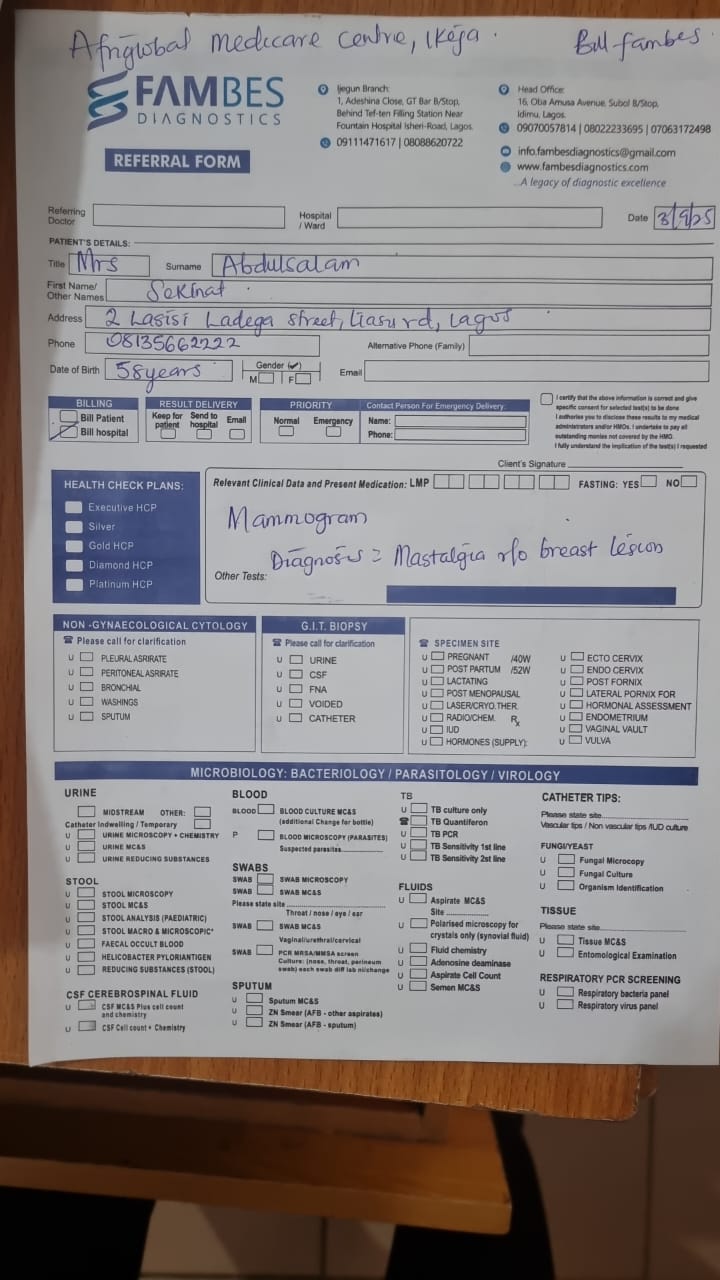 Afriglobal Medicare Centre, Ikeja. Bill-fambes.
FAMBES
DIAGNOSTICS
REFERRAL FORM
Ijegun Branch:
1, Adeshina Close, GT Bar B/Stop,
Behind Tef-ten Filling Station Near
Fountain Hospital Isheri-Road, Lagos.
09111471617 | 08088620722
Head Office:
16, Oba Amusa Avenue, Subol B/Stop,
Idimu, Lagos.
09070057814 | 08022233695 | 07063172498
info.fambesdiagnostics@gmail.com
www.fambesdiagnostics.com
...A legacy of diagnostic excellence
Referring Doctor
Hospital / Ward
Date 3/9/25
PATIENT'S DETAILS:
Title Mrs Surname Abdulsalam
First Name/ Other Names Sekinat
Address 2 Lasisi Ladega street, Liasu rd, Lagos
Phone 08135662222 Alternative Phone (Family)
Date of Birth 58years Gender (✓) M F Email
BILLING
Bill Patient
Bill hospital
RESULT DELIVERY
Keep for patient Send to hospital Email
PRIORITY
Normal Emergency
Contact Person For Emergency Delivery:
Name:
Phone:
I certify that the above information is correct and give
specific consent for selected test(s) to be done
I authorise you to disclose these results to my medical
administrators and/or HMOs. I undertake to pay all
outstanding monies not covered by the HMO.
I fully understand the implication of the test(s) I requested
Client's Signature
HEALTH CHECK PLANS:
Executive HCP
Silver
Gold HCP
Diamond HCP
Platinum HCP
Relevant Clinical Data and Present Medication: LMP FASTING: YES NO
Mammogram
Diagnosis = Mastalgia r/o breast lesion
Other Tests:
NON -GYNAECOLOGICAL CYTOLOGY
Please call for clarification
U PLEURAL ASRIRATE
U PERITONEAL ASRIRATE
U BRONCHIAL
U WASHINGS
U SPUTUM
G.I.T. BIOPSY
Please call for clarification
U URINE
U CSF
U FNA
U VOIDED
U CATHETER
SPECIMEN SITE
U PREGNANT /40W
U POST PARTUM /52W
U LACTATING
U POST MENOPAUSAL
U LASER/CRYO.THER.
U RADIO/CHEM. Rx
U IUD
U HORMONES (SUPPLY):
U ECTO CERVIX
U ENDO CERVIX
U POST FORNIX
U LATERAL PORNIX FOR
U HORMONAL ASSESSMENT
U ENDOMETRIUM
U VAGINAL VAULT
U VULVA
MICROBIOLOGY: BACTERIOLOGY / PARASITOLOGY / VIROLOGY
URINE
MIDSTREAM OTHER:
Catheter Indwelling / Temporary
U URINE MICROSCOPY + CHEMISTRY
U URINE MC&S
U URINE REDUCING SUBSTANCES
STOOL
U STOOL MICROSCOPY
U STOOL MC&S
U STOOL ANALYSIS (PAEDIATRIC)
U STOOL MACRO & MICROSCOPIC*
U FAECAL OCCULT BLOOD
U HELICOBACTER PYLORI ANTIGEN
U REDUCING SUBSTANCES (STOOL)
CSF CEREBROSPINAL FLUID
U CSF MC&S Plus cell count
and chemistry
U CSF Cell count + Chemistry
BLOOD
BLOOD BLOOD CULTURE MC&S
(additional Change for bottle)
P BLOOD MICROSCOPY (PARASITES)
Suspected parasites
SWABS
SWAB SWAB MICROSCOPY
SWAB SWAB MC&S
Please state site
Throat / nose / eye / ear
SWAB SWAB MC&S
Vaginal/urethral/cervical
SWAB PCR MRSA/MMSA screen
Culture: (nose, throat, perineum
swab) each swab diff lab ni/change
SPUTUM
U Sputum MC&S
U ZN Smear (AFB - other aspirates)
U ZN Smear (AFB - sputum)
TB
U TB culture only
TB Quantiferon
U TB PCR
U TB Sensitivity 1st line
U TB Sensitivity 2st line
FLUIDS
U Aspirate MC&S
Site
U Polarised microscopy for
crystals only (synovial fluid)
U Fluid chemistry
U Adenosine deaminase
U Aspirate Cell Count
U Semen MC&S
CATHETER TIPS:
Please state site
Vascular tips / Non vascular tips /IUD culture
FUNGI/YEAST
U Fungal Microcopy
U Fungal Culture
U Organism Identification
TISSUE
Please state site
U Tissue MC&S
U Entomological Examination
RESPIRATORY PCR SCREENING
U Respiratory bacteria panel
U Respiratory virus panel